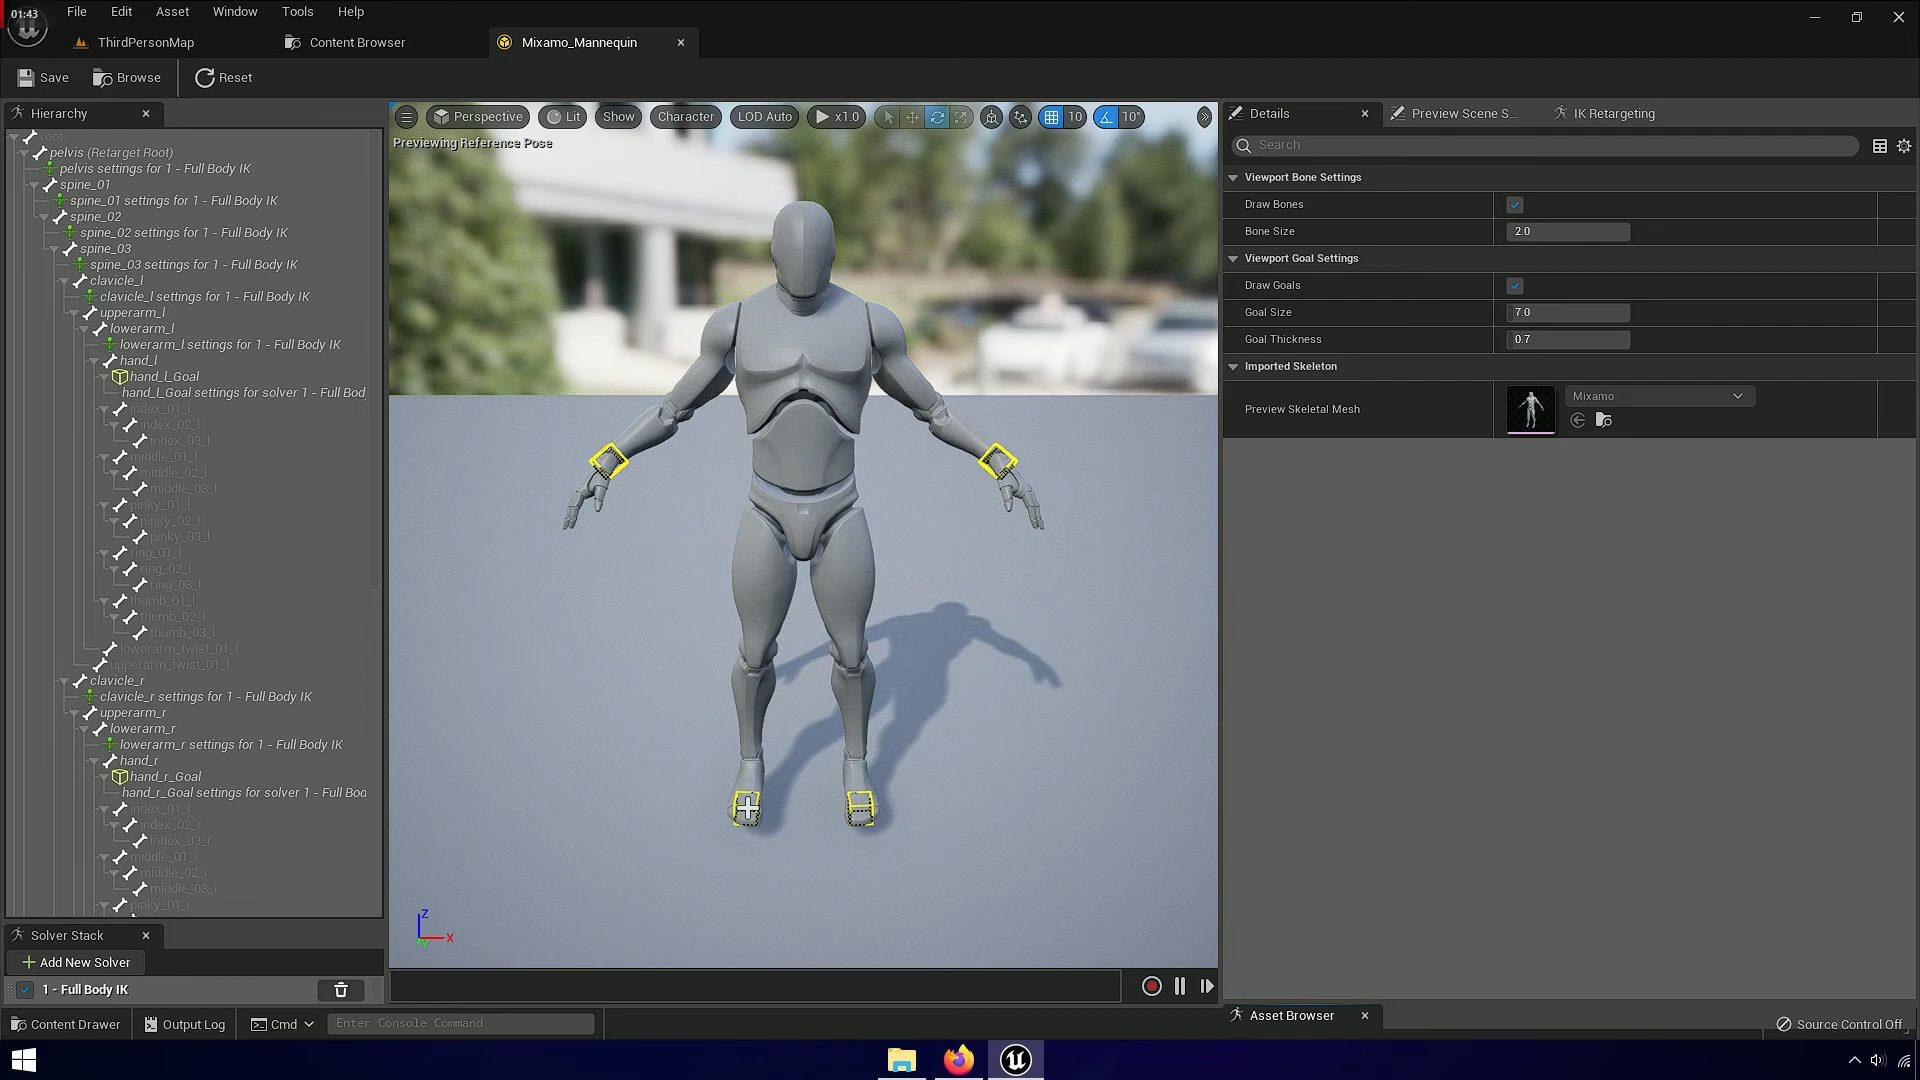 01:43
File Edit Asset Window Tools Help
ThirdPersonMap
Content Browser
Mixamo_Mannequin
Save
Browse
Reset
Hierarchy
root
pelvis (Retarget Root)
pelvis settings for 1 - Full Body IK
spine_01
spine_01 settings for 1 - Full Body IK
spine_02
spine_02 settings for 1 - Full Body IK
spine_03
spine_03 settings for 1 - Full Body IK
clavicle_l
clavicle_l settings for 1 - Full Body IK
upperarm_l
lowerarm_l
lowerarm_l settings for 1 - Full Body IK
hand_l
hand_l_Goal
hand_l_Goal settings for solver 1 - Full Bod
index_01_l
index_02_l
index_03_l
middle_01_l
middle_02_l
middle_03_l
pinky_01_l
pinky_02_l
pinky_03_l
ring_01_l
ring_02_l
ring_03_l
thumb_01_l
thumb_02_l
thumb_03_l
lowerarm_twist_01_l
upperarm_twist_01_l
clavicle_r
clavicle_r settings for 1 - Full Body IK
upperarm_r
lowerarm_r
lowerarm_r settings for 1 - Full Body IK
hand_r
hand_r_Goal
hand_r_Goal settings for solver 1 - Full Bod
index_01_r
index_02_r
index_03_r
middle_01_r
middle_02_r
middle_03_r
pinky_01_r
Solver Stack
Add New Solver
1 - Full Body IK
Perspective Lit Show Character LOD Auto x1.0 10 10°
Previewing Reference Pose
Z
X
Y
Details
Preview Scene S...
IK Retargeting
Search
Viewport Bone Settings
Draw Bones
Bone Size 2.0
Viewport Goal Settings
Draw Goals
Goal Size 7.0
Goal Thickness 0.7
Imported Skeleton
Preview Skeletal Mesh
Mixamo
Asset Browser
Content Drawer
Output Log
Cmd
Enter Console Command
Source Control Off